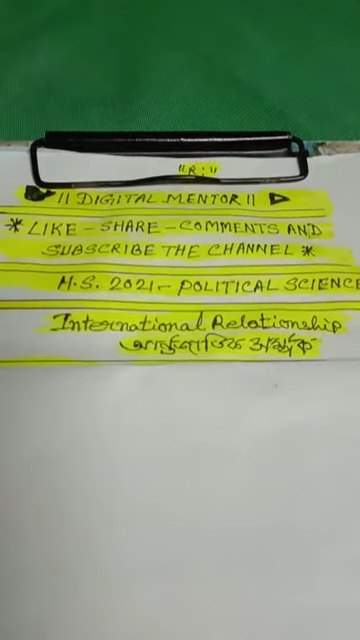 "R:"
|| DIGITAL MENTOR || ▷
* LIKE - SHARE - COMMENTS AND
SUBSCRIBE THE CHANNEL *
H.S. 2021 - POLITICAL SCIENCE
International Relationship
আন্তর্জাতিক সম্পর্ক